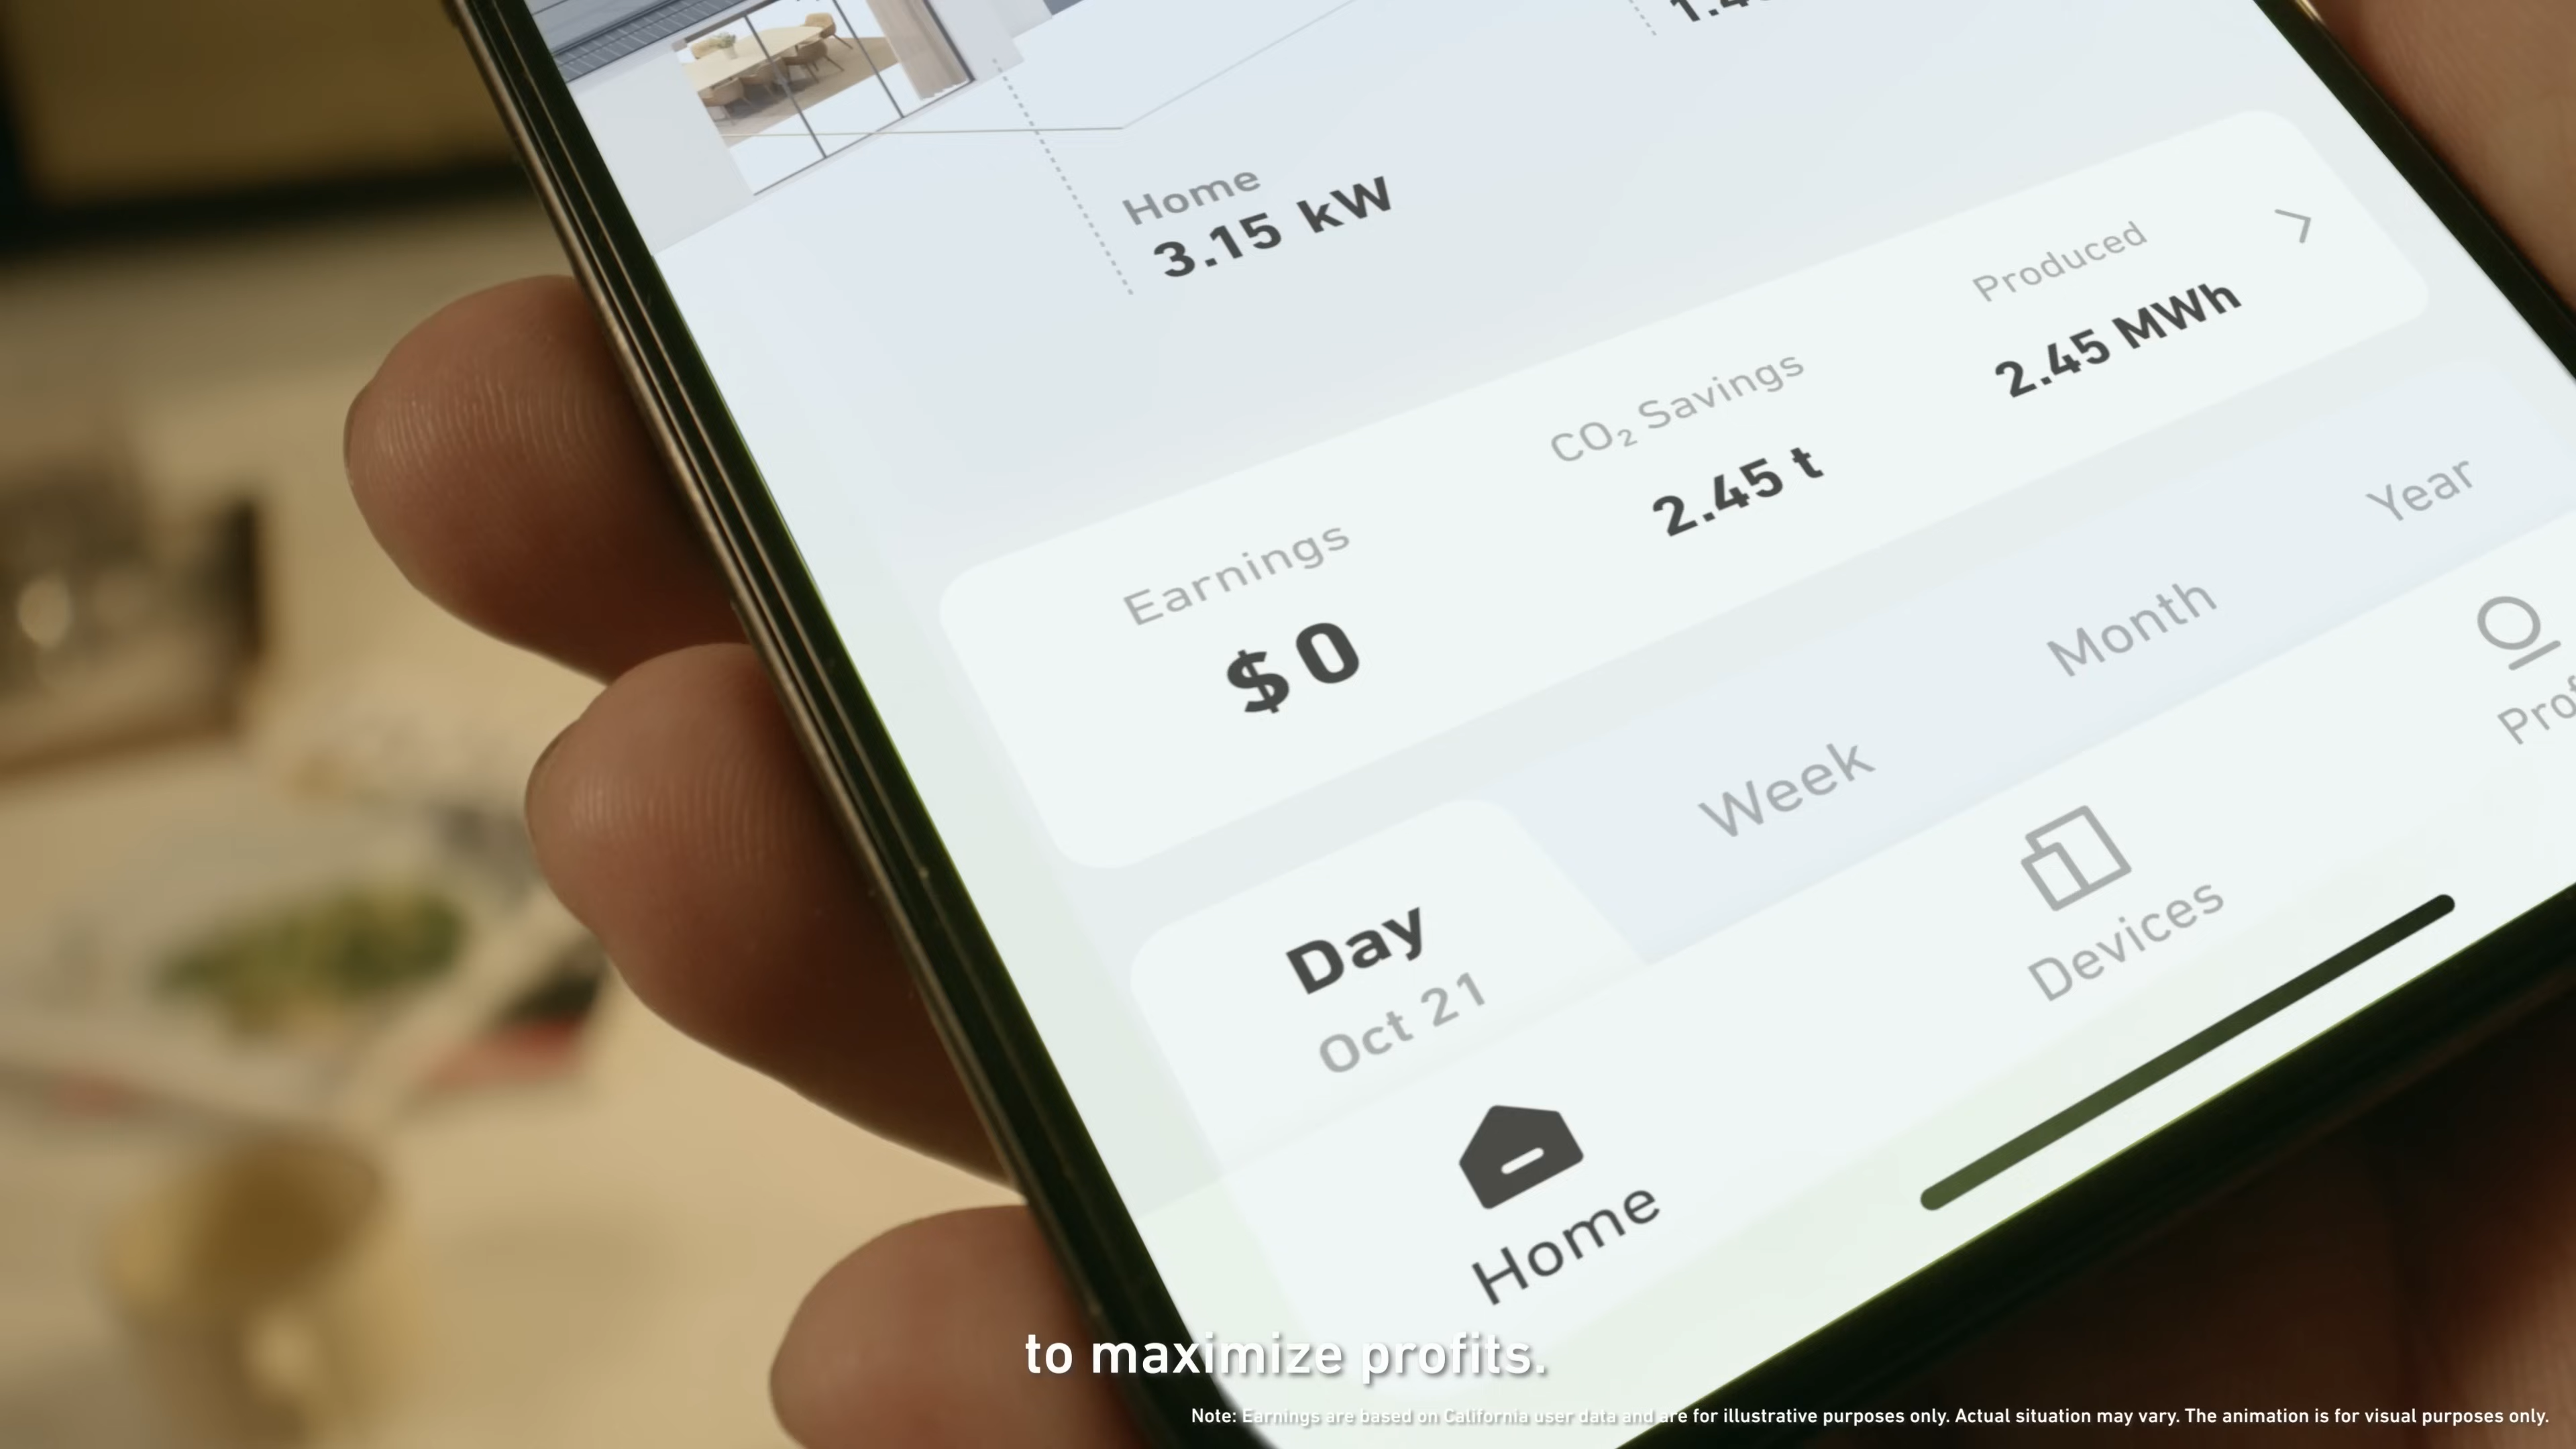 Home
3.15 kW
Earnings
$0
CO₂ Savings
2.45 t
Produced
2.45 MWh
Day
Oct 21
Week
Month
Year
Home
Devices
to maximize profits.
Note: Earnings are based on California user data and are for illustrative purposes only. Actual situation may vary. The animation is for visual purposes only.